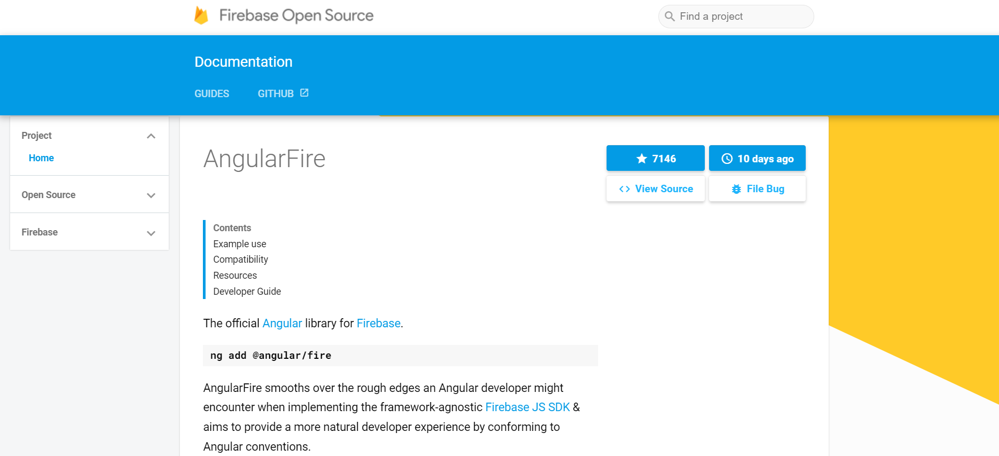 Firebase Open Source
Find a project
Documentation
GUIDES
GITHUB
Project
Home
Open Source
Firebase
AngularFire
7146
10 days ago
View Source
File Bug
Contents
Example use
Compatibility
Resources
Developer Guide
The official Angular library for Firebase.
ng add @angular/fire
AngularFire smooths over the rough edges an Angular developer might
encounter when implementing the framework-agnostic Firebase JS SDK &
aims to provide a more natural developer experience by conforming to
Angular conventions.